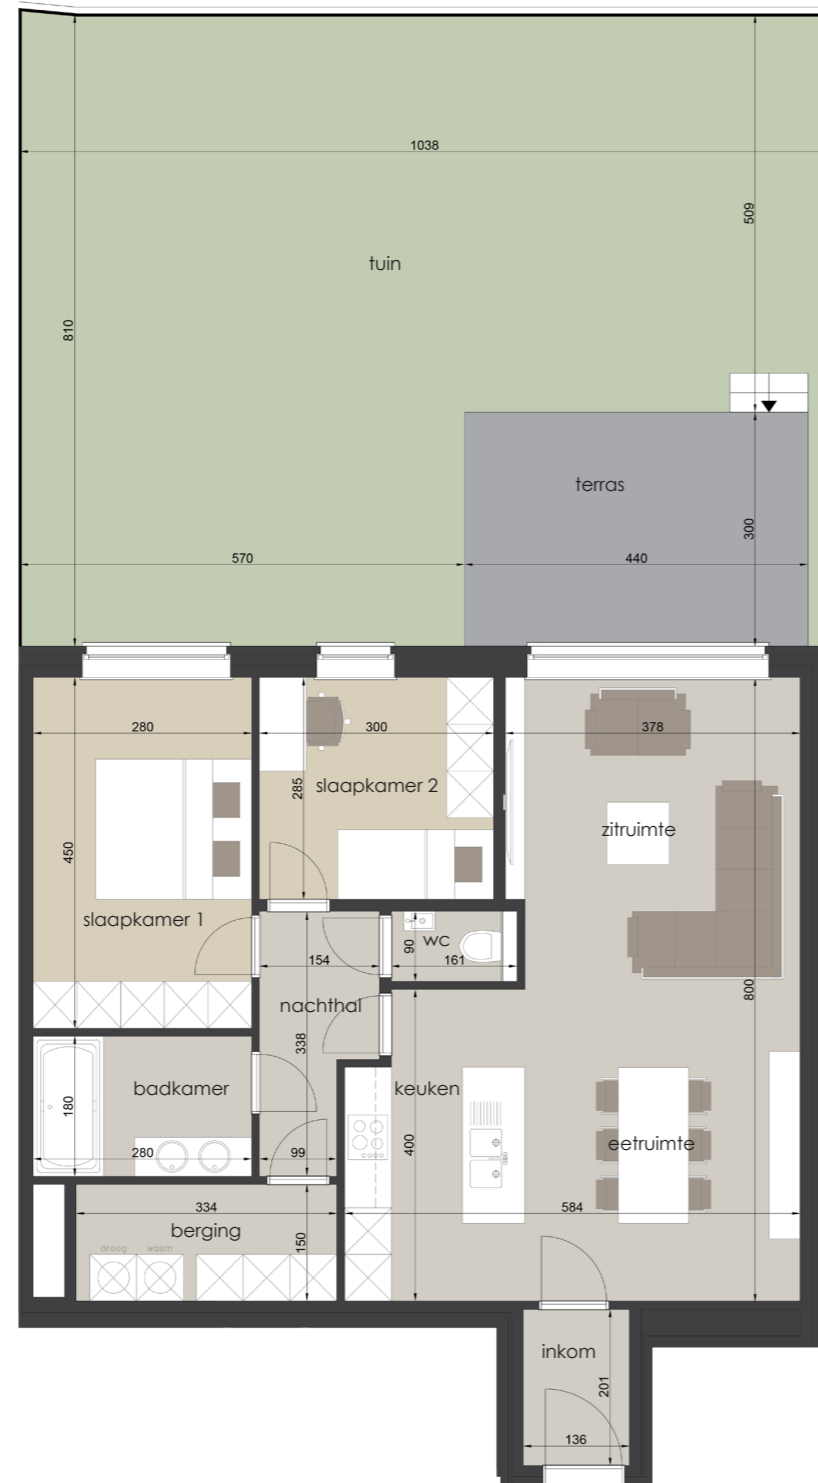 1038
509
tuin
810
terras
300
570
440
280
300
378
285
slaapkamer 2
zitruimte
450
slaapkamer 1
90
wc
154
161
800
nachthal
338
badkamer
keuken
180
400
eetruimte
280
99
334
584
berging
150
droog
wasm
inkom
201
136